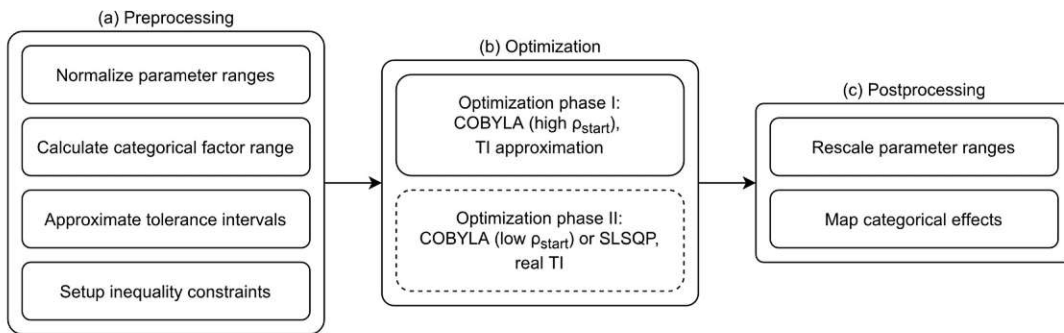 (a) Preprocessing
Normalize parameter ranges
Calculate categorical factor range
Approximate tolerance intervals
Setup inequality constraints
(b) Optimization
Optimization phase I:
COBYLA (high ρstart),
TI approximation
Optimization phase II:
COBYLA (low ρstart) or SLSQP,
real TI
(c) Postprocessing
Rescale parameter ranges
Map categorical effects